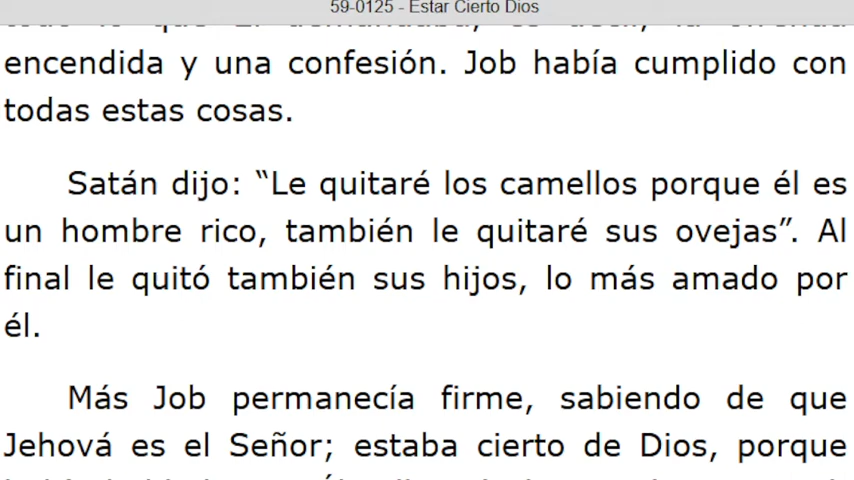 59-0125 - Estar Cierto Dios
encendida y una confesión. Job había cumplido con
todas estas cosas.
Satán dijo: “Le quitaré los camellos porque él es
un hombre rico, también le quitaré sus ovejas”. Al
final le quitó también sus hijos, lo más amado por
él.
Más Job permanecía firme, sabiendo de que
Jehová es el Señor; estaba cierto de Dios, porque